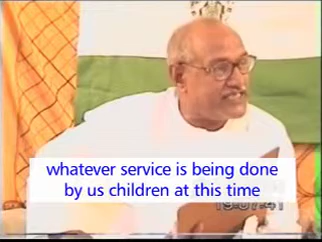 whatever service is being done
by us children at this time